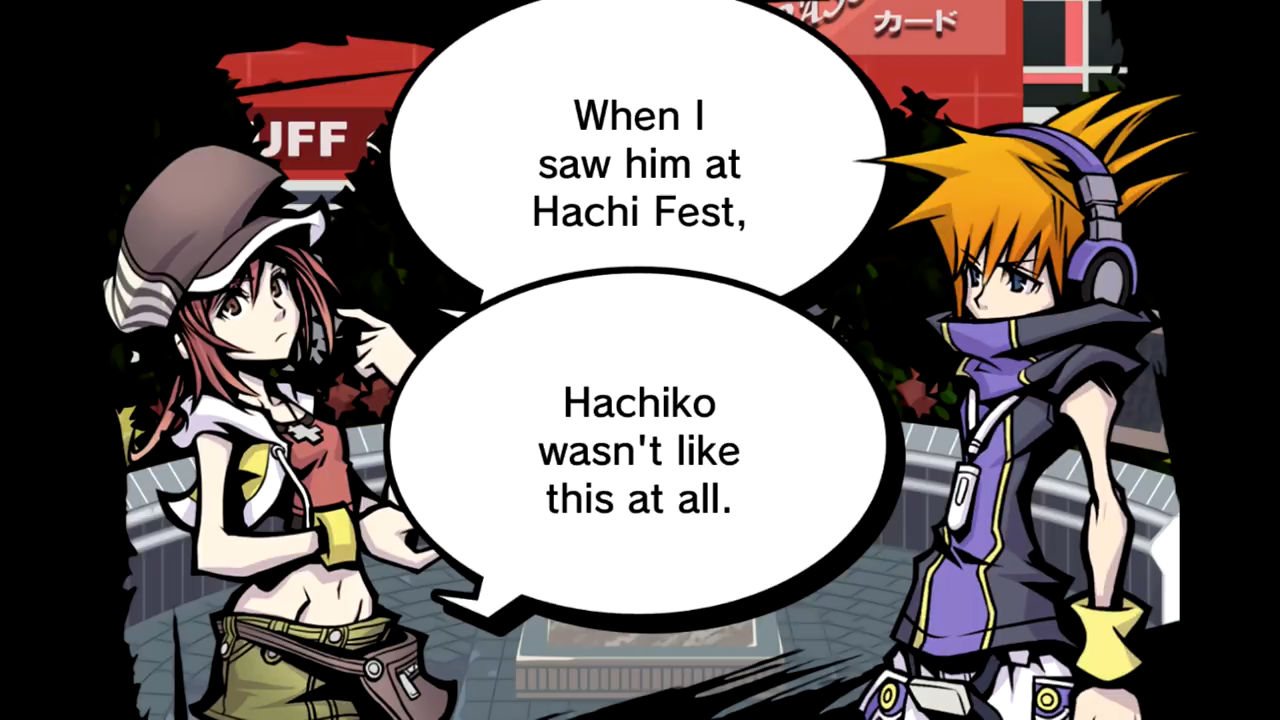 カード
UFF
When I
saw him at
Hachi Fest,
Hachiko
wasn't like
this at all.